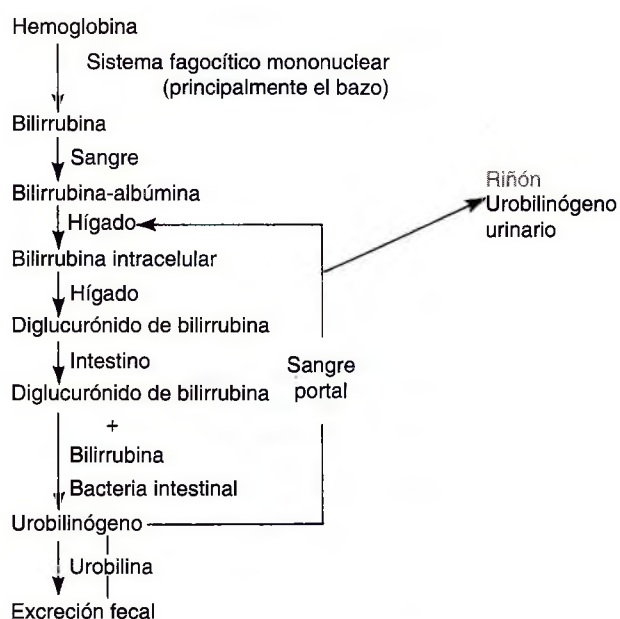 Hemoglobina
Sistema fagocítico mononuclear
(principalmente el bazo)
Bilirrubina
Sangre
Bilirrubina-albúmina
Hígado
Bilirrubina intracelular
Hígado
Diglucurónido de bilirrubina
Intestino
Diglucurónido de bilirrubina
+
Bilirrubina
Bacteria intestinal
Urobilinógeno
Urobilina
Excreción fecal
Sangre
portal
Riñón
Urobilinógeno
urinario